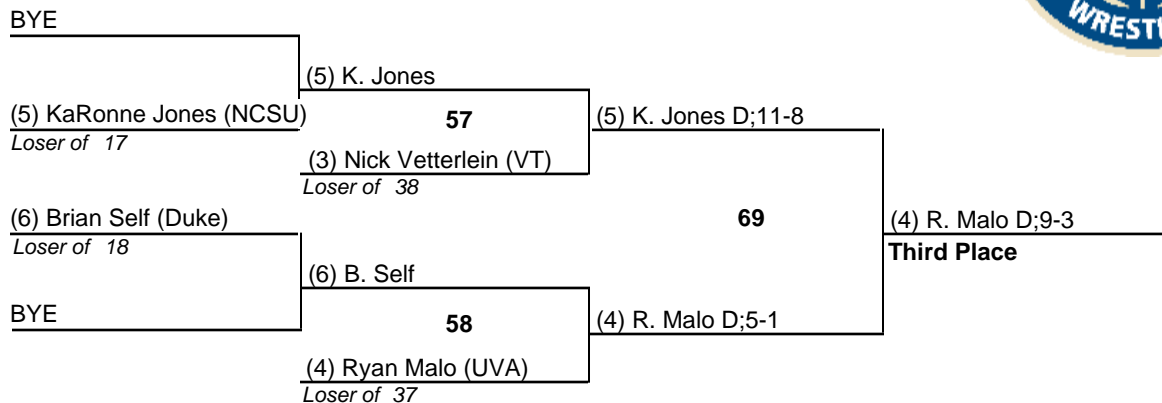 BYE
(5) K. Jones
(5) KaRonne Jones (NCSU)
Loser of 17
57
(5) K. Jones D;11-8
(3) Nick Vetterlein (VT)
Loser of 38
(6) Brian Self (Duke)
Loser of 18
69
(4) R. Malo D;9-3
Third Place
(6) B. Self
BYE
58
(4) R. Malo D;5-1
(4) Ryan Malo (UVA)
Loser of 37